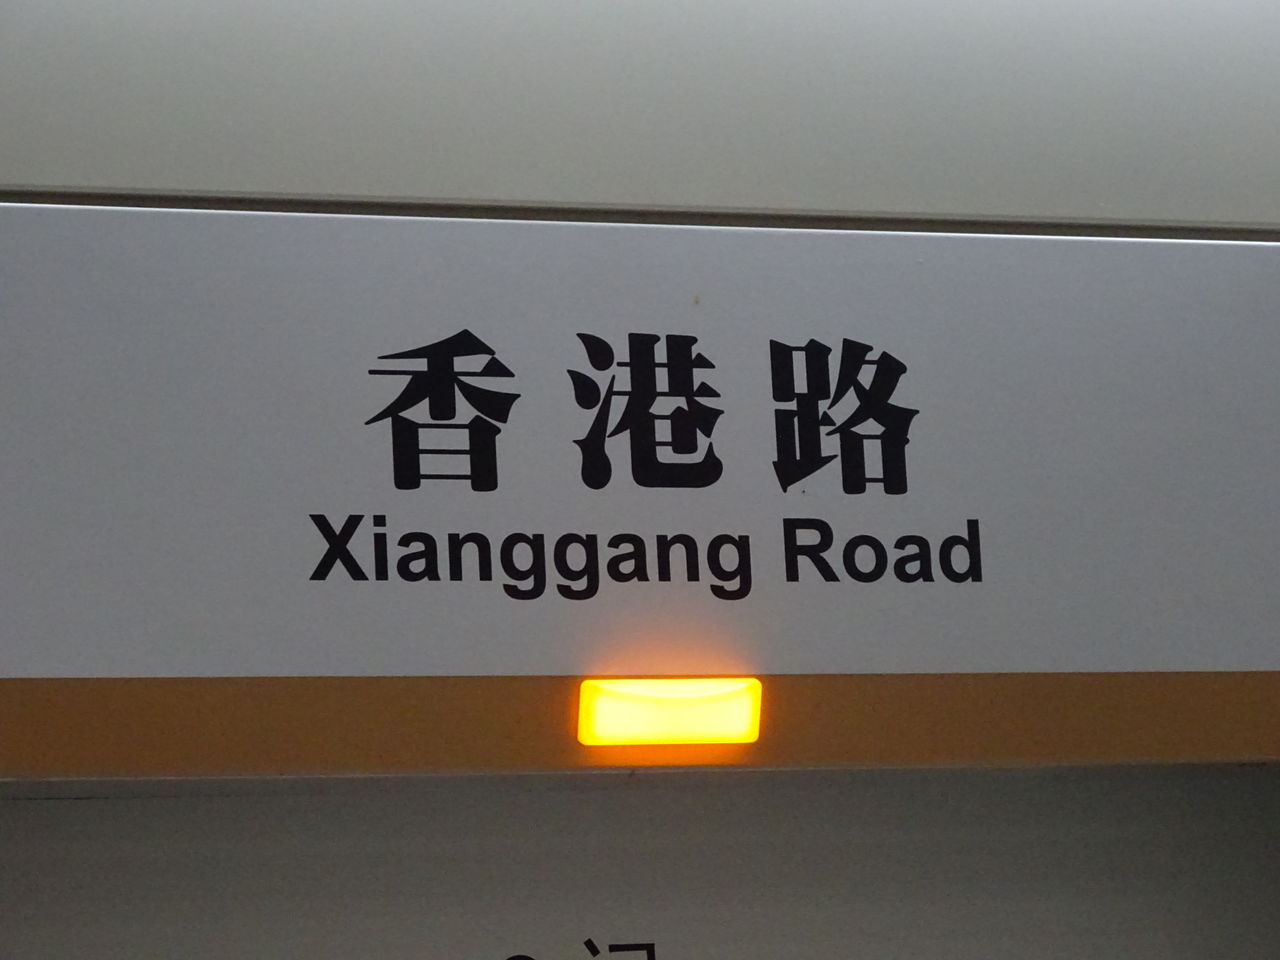 香港路
Xianggang Road